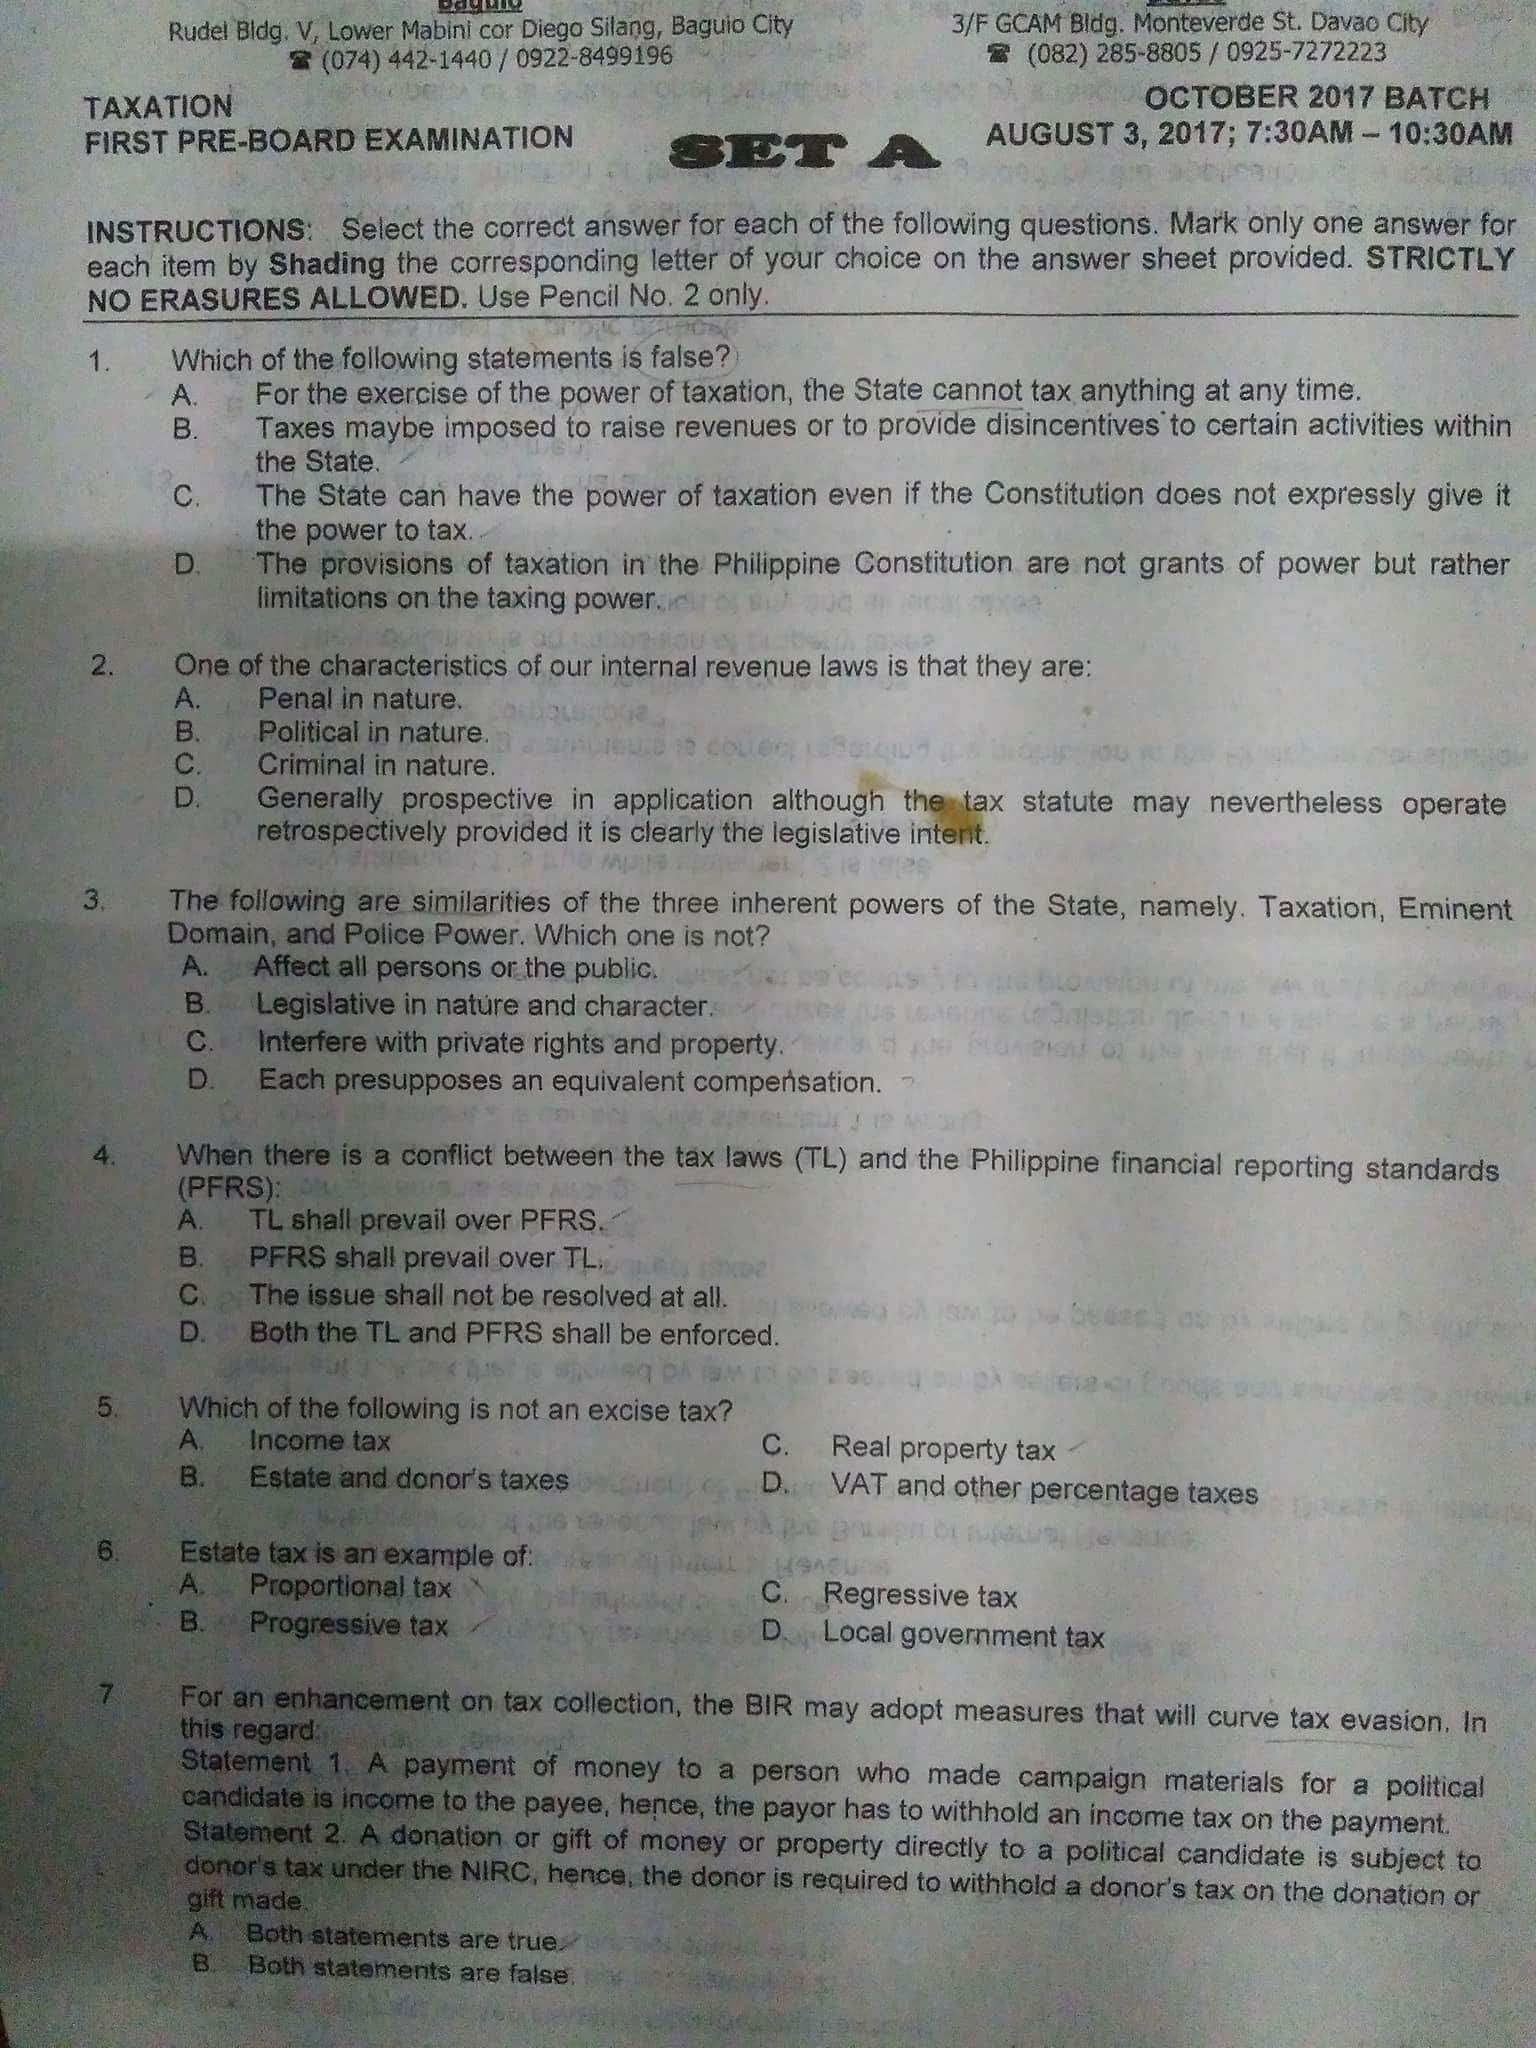 Baguio
Rudel Bldg. V, Lower Mabini cor Diego Silang, Baguio City
☎ (074) 442-1440 / 0922-8499196
3/F GCAM Bldg. Monteverde St. Davao City
☎ (082) 285-8805 / 0925-7272223
TAXATION
FIRST PRE-BOARD EXAMINATION
SET A
OCTOBER 2017 BATCH
AUGUST 3, 2017; 7:30AM – 10:30AM
INSTRUCTIONS: Select the correct answer for each of the following questions. Mark only one answer for
each item by Shading the corresponding letter of your choice on the answer sheet provided. STRICTLY
NO ERASURES ALLOWED. Use Pencil No. 2 only.
1. Which of the following statements is false?
A. For the exercise of the power of taxation, the State cannot tax anything at any time.
B. Taxes maybe imposed to raise revenues or to provide disincentives to certain activities within
the State.
C. The State can have the power of taxation even if the Constitution does not expressly give it
the power to tax.
D. The provisions of taxation in the Philippine Constitution are not grants of power but rather
limitations on the taxing power.
2. One of the characteristics of our internal revenue laws is that they are:
A. Penal in nature.
B. Political in nature.
C. Criminal in nature.
D. Generally prospective in application although the tax statute may nevertheless operate
retrospectively provided it is clearly the legislative intent.
3. The following are similarities of the three inherent powers of the State, namely. Taxation, Eminent
Domain, and Police Power. Which one is not?
A. Affect all persons or the public.
B. Legislative in nature and character.
C. Interfere with private rights and property.
D. Each presupposes an equivalent compensation.
4. When there is a conflict between the tax laws (TL) and the Philippine financial reporting standards
(PFRS):
A. TL shall prevail over PFRS.
B. PFRS shall prevail over TL.
C. The issue shall not be resolved at all.
D. Both the TL and PFRS shall be enforced.
5. Which of the following is not an excise tax?
A. Income tax
C. Real property tax
B. Estate and donor's taxes
D. VAT and other percentage taxes
6. Estate tax is an example of:
A. Proportional tax
C. Regressive tax
B. Progressive tax
D. Local government tax
7 For an enhancement on tax collection, the BIR may adopt measures that will curve tax evasion. In
this regard:
Statement 1. A payment of money to a person who made campaign materials for a political
candidate is income to the payee, hence, the payor has to withhold an income tax on the payment.
Statement 2. A donation or gift of money or property directly to a political candidate is subject to
donor's tax under the NIRC, hence, the donor is required to withhold a donor's tax on the donation or
gift made.
A. Both statements are true.
B. Both statements are false.